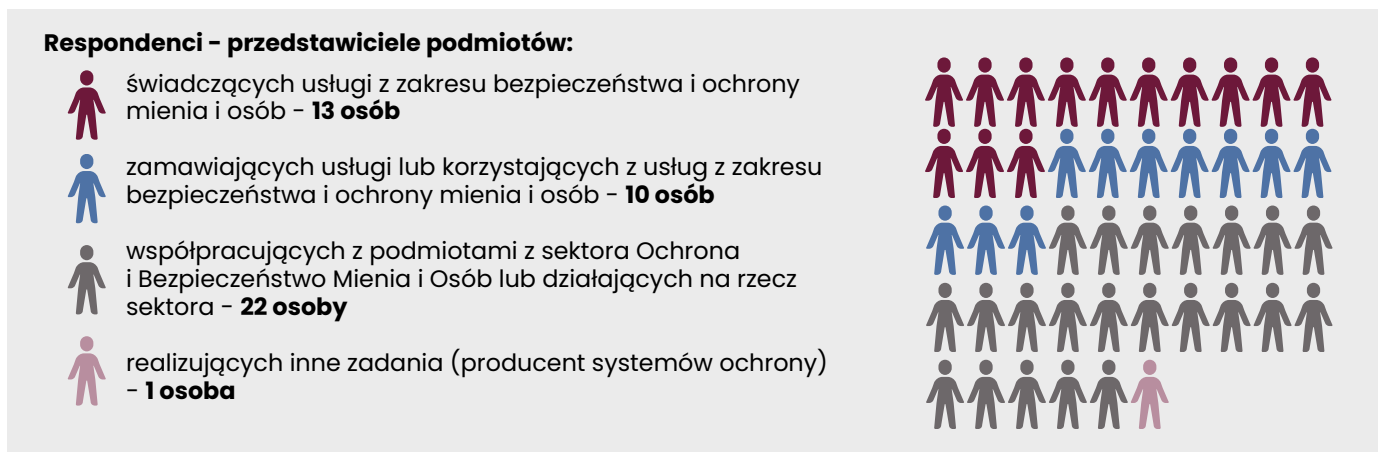 Respondenci - przedstawiciele podmiotów:
świadczących usługi z zakresu bezpieczeństwa i ochrony
mienia i osób - 13 osób
zamawiających usługi lub korzystających z usług z zakresu
bezpieczeństwa i ochrony mienia i osób - 10 osób
współpracujących z podmiotami z sektora Ochrona
i Bezpieczeństwo Mienia i Osób lub działających na rzecz
sektora - 22 osoby
realizujących inne zadania (producent systemów ochrony)
- 1 osoba